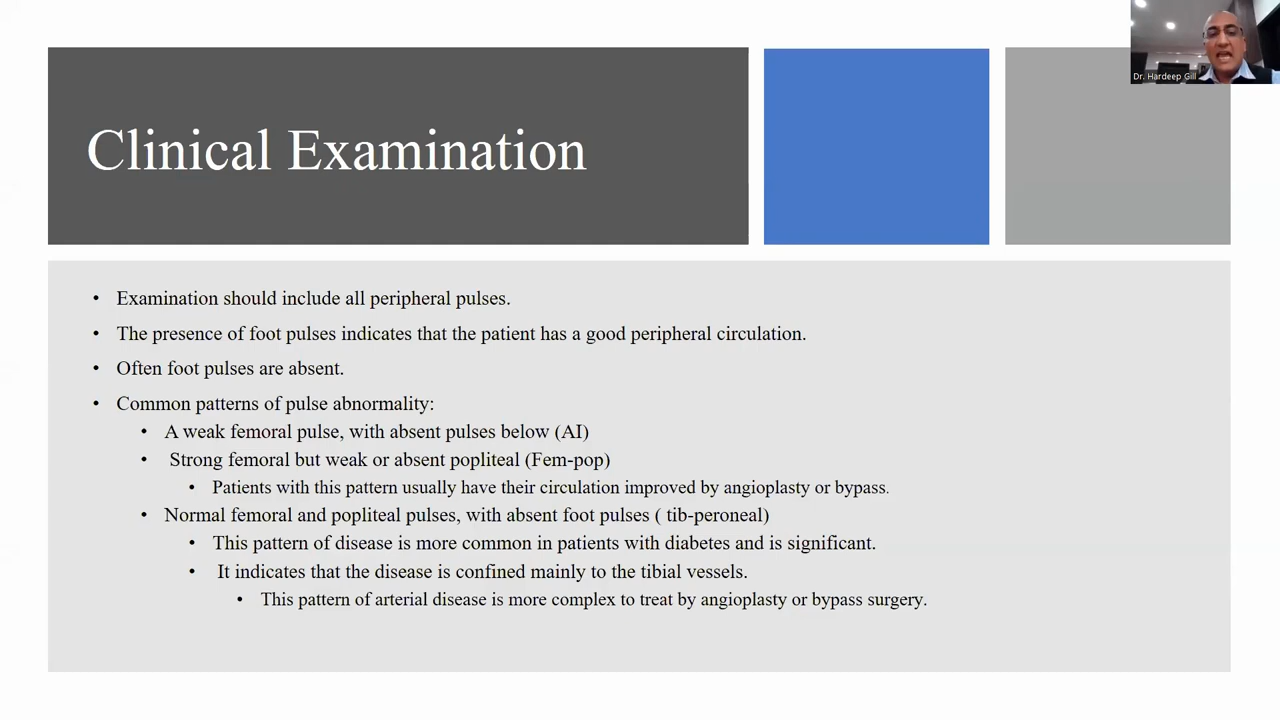 Dr. Hardeep Gill
Clinical Examination
• Examination should include all peripheral pulses.
• The presence of foot pulses indicates that the patient has a good peripheral circulation.
• Often foot pulses are absent.
• Common patterns of pulse abnormality:
• A weak femoral pulse, with absent pulses below (AI)
• Strong femoral but weak or absent popliteal (Fem-pop)
• Patients with this pattern usually have their circulation improved by angioplasty or bypass.
• Normal femoral and popliteal pulses, with absent foot pulses ( tib-peroneal)
• This pattern of disease is more common in patients with diabetes and is significant.
• It indicates that the disease is confined mainly to the tibial vessels.
• This pattern of arterial disease is more complex to treat by angioplasty or bypass surgery.